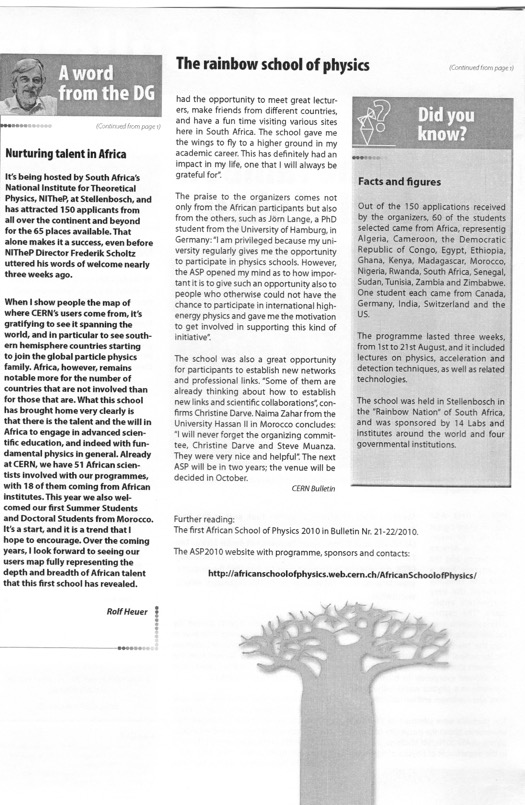 A word
from the DG
(Continued from page 1)
Nurturing talent in Africa
It's being hosted by South Africa's
National Institute for Theoretical
Physics, NITheP, at Stellenbosch, and
has attracted 150 applicants from
all over the continent and beyond
for the 65 places available. That
alone makes it a success, even before
NITheP Director Frederik Scholtz
uttered his words of welcome nearly
three weeks ago.
When I show people the map of
where CERN's users come from, it's
gratifying to see it spanning the
world, and in particular to see south-
ern hemisphere countries starting
to join the global particle physics
family. Africa, however, remains
notable more for the number of
countries that are not involved than
for those that are. What this school
has brought home very clearly is
that there is the talent and the will in
Africa to engage in advanced scien-
tific education, and indeed with fun-
damental physics in general. Already
at CERN, we have 51 African scien-
tists involved with our programmes,
with 18 of them coming from African
institutes. This year we also wel-
comed our first Summer Students
and Doctoral Students from Morocco.
It's a start, and it is a trend that I
hope to encourage. Over the coming
years, I look forward to seeing our
users map fully representing the
depth and breadth of African talent
that this first school has revealed.
Rolf Heuer
The rainbow school of physics
(Continued from page 1)
had the opportunity to meet great lectur-
ers, make friends from different countries,
and have a fun time visiting various sites
here in South Africa. The school gave me
the wings to fly to a higher ground in my
academic career. This has definitely had an
impact in my life, one that I will always be
grateful for".
The praise to the organizers comes not
only from the African participants but also
from the others, such as Jörn Lange, a PhD
student from the University of Hamburg, in
Germany: "I am privileged because my uni-
versity regularly gives me the opportunity
to participate in physics schools. However,
the ASP opened my mind as to how impor-
tant it is to give such an opportunity also to
people who otherwise could not have the
chance to participate in international high-
energy physics and gave me the motivation
to get involved in supporting this kind of
initiative".
The school was also a great opportunity
for participants to establish new networks
and professional links. "Some of them are
already thinking about how to establish
new links and scientific collaborations", con-
firms Christine Darve. Naima Zahar from the
University Hassan II in Morocco concludes:
"I will never forget the organizing commit-
tee, Christine Darve and Steve Muanza.
They were very nice and helpful". The next
ASP will be in two years; the venue will be
decided in October.
CERN Bulletin
Did you
know?
Facts and figures
Out of the 150 applications received
by the organizers, 60 of the students
selected came from Africa, representig
Algeria, Cameroon, the Democratic
Republic of Congo, Egypt, Ethiopia,
Ghana, Kenya, Madagascar, Morocco,
Nigeria, Rwanda, South Africa, Senegal,
Sudan, Tunisia, Zambia and Zimbabwe.
One student each came from Canada,
Germany, India, Switzerland and the
US.
The programme lasted three weeks,
from 1st to 21st August, and it included
lectures on physics, acceleration and
detection techniques, as well as related
technologies.
The school was held in Stellenbosch in
the "Rainbow Nation" of South Africa,
and was sponsored by 14 Labs and
institutes around the world and four
governmental institutions.
Further reading:
The first African School of Physics 2010 in Bulletin Nr. 21-22/2010.
The ASP2010 website with programme, sponsors and contacts:
http://africanschoolofphysics.web.cern.ch/AfricanSchoolofPhysics/